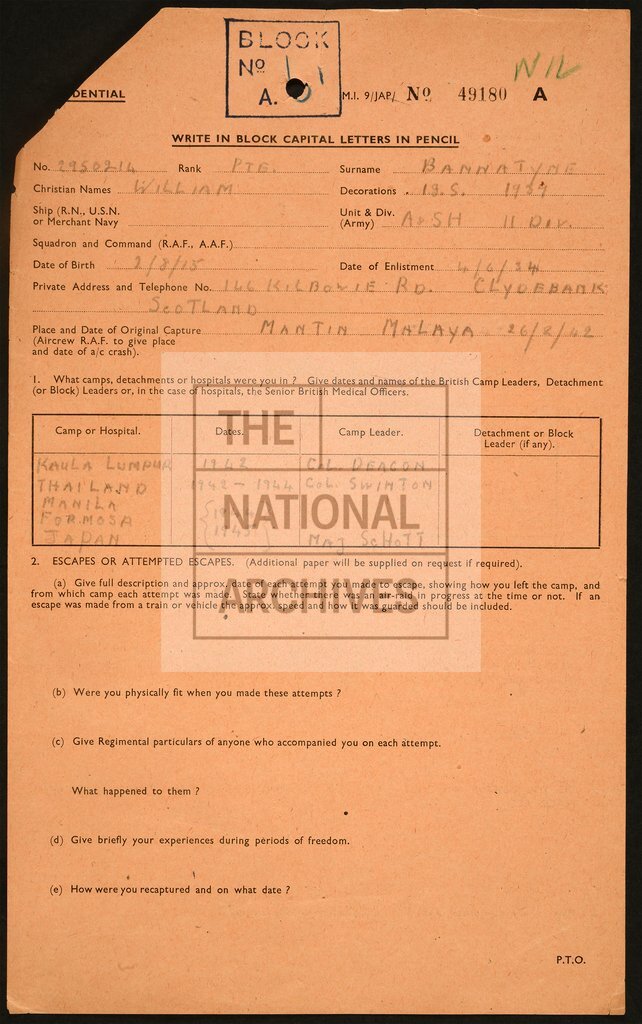 BLOCK
Nº
A.
DENTIAL
M.I. 9/JAP/ Nº 49180 A
NIL
WRITE IN BLOCK CAPITAL LETTERS IN PENCIL
No. 2950214 Rank PTE. Surname BANNATYNE
Christian Names WILLIAM Decorations
Ship (R.N., U.S.N. or Merchant Navy
Unit & Div. (Army) A&SH 11 DIV.
Squadron and Command (R.A.F., A.A.F.)
Date of Birth 2/8/15 Date of Enlistment 4/6/34
Private Address and Telephone No. 166 KILBOWIE RD. CLYDEBANK
SCOTLAND
Place and Date of Original Capture MANTIN MALAYA 26/2/42
(Aircrew R.A.F. to give place
and date of a/c crash).
1. What camps, detachments or hospitals were you in ? Give dates and names of the British Camp Leaders, Detachment
(or Block) Leaders or, in the case of hospitals, the Senior British Medical Officers.
Camp or Hospital. Dates. Camp Leader. Detachment or Block
Leader (if any).
KAULA LUMPUR 1942 COL. DEACON
THAILAND 1942 – 1944 COL. SWINTON
MANILA
FORMOSA
JAPAN MAJ SCHOTT
THE
NATIONAL
ARCHIVES
2. ESCAPES OR ATTEMPTED ESCAPES. (Additional paper will be supplied on request if required).
(a) Give full description and approx. date of each attempt you made to escape, showing how you left the camp, and
from which camp each attempt was made. State whether there was an air-raid in progress at the time or not. If an
escape was made from a train or vehicle the approx. speed and how it was guarded should be included.
(b) Were you physically fit when you made these attempts ?
(c) Give Regimental particulars of anyone who accompanied you on each attempt.
What happened to them ?
(d) Give briefly your experiences during periods of freedom.
(e) How were you recaptured and on what date ?
P.T.O.